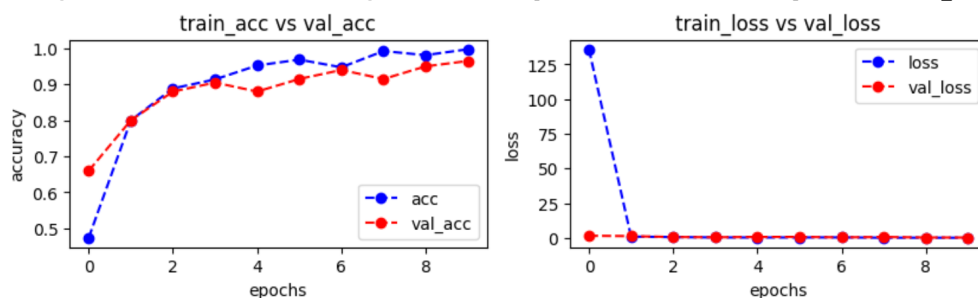 train_acc vs val_acc
1.0
0.9
0.8
0.7
0.6
0.5
accuracy
acc
val_acc
0 2 4 6 8
epochs
train_loss vs val_loss
125
100
75
50
25
0
loss
loss
val_loss
0 2 4 6 8
epochs